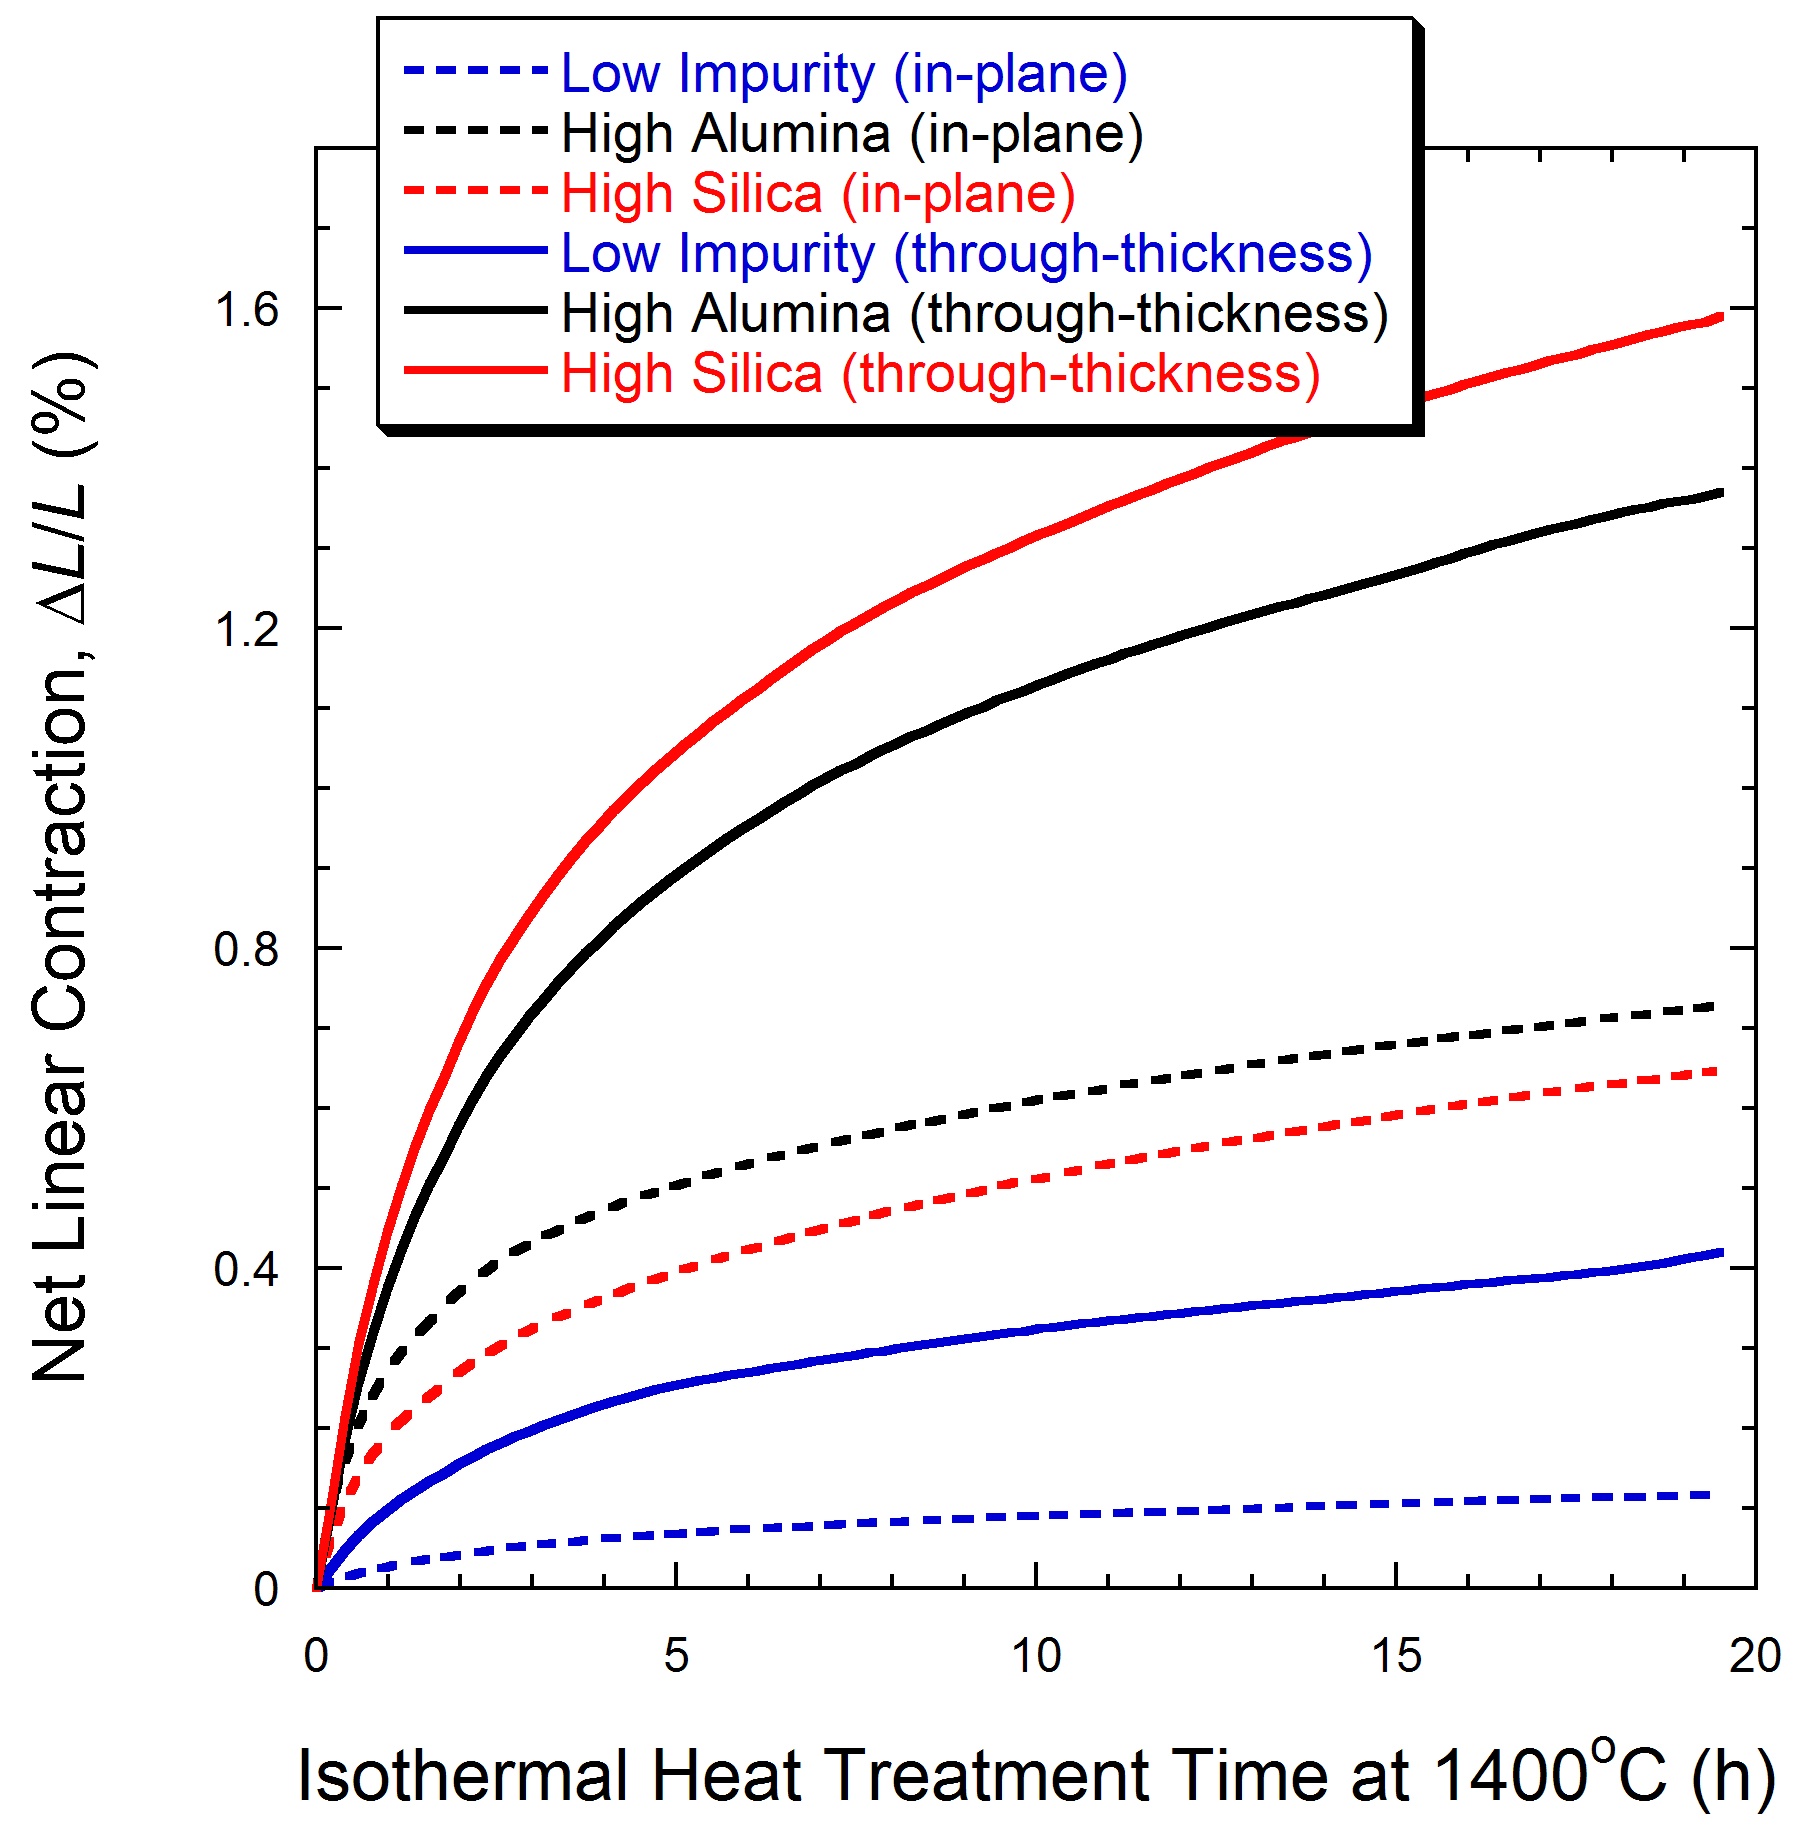 Low Impurity (in-plane)
High Alumina (in-plane)
High Silica (in-plane)
Low Impurity (through-thickness)
High Alumina (through-thickness)
High Silica (through-thickness)
Net Linear Contraction, ΔL/L (%)
1.6
1.2
0.8
0.4
0
0 5 10 15 20
Isothermal Heat Treatment Time at 1400°C (h)